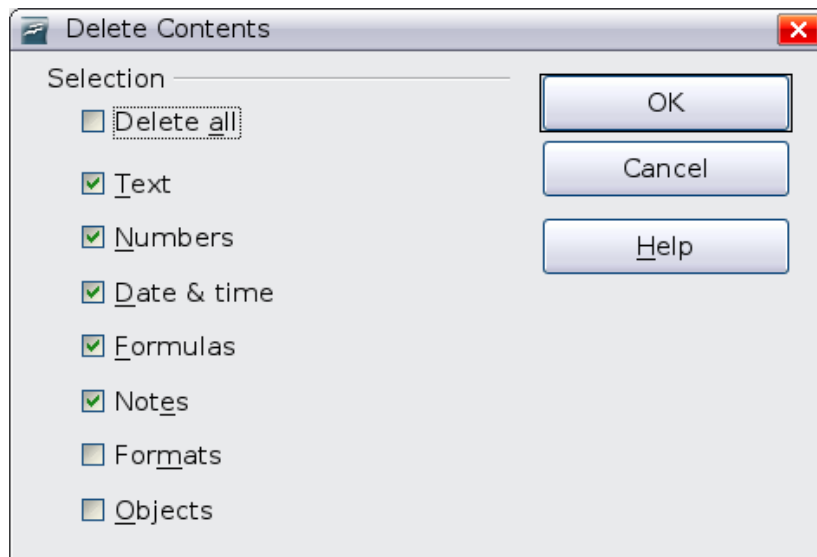 Delete Contents
Selection
Delete all
Text
Numbers
Date & time
Formulas
Notes
Formats
Objects
OK
Cancel
Help